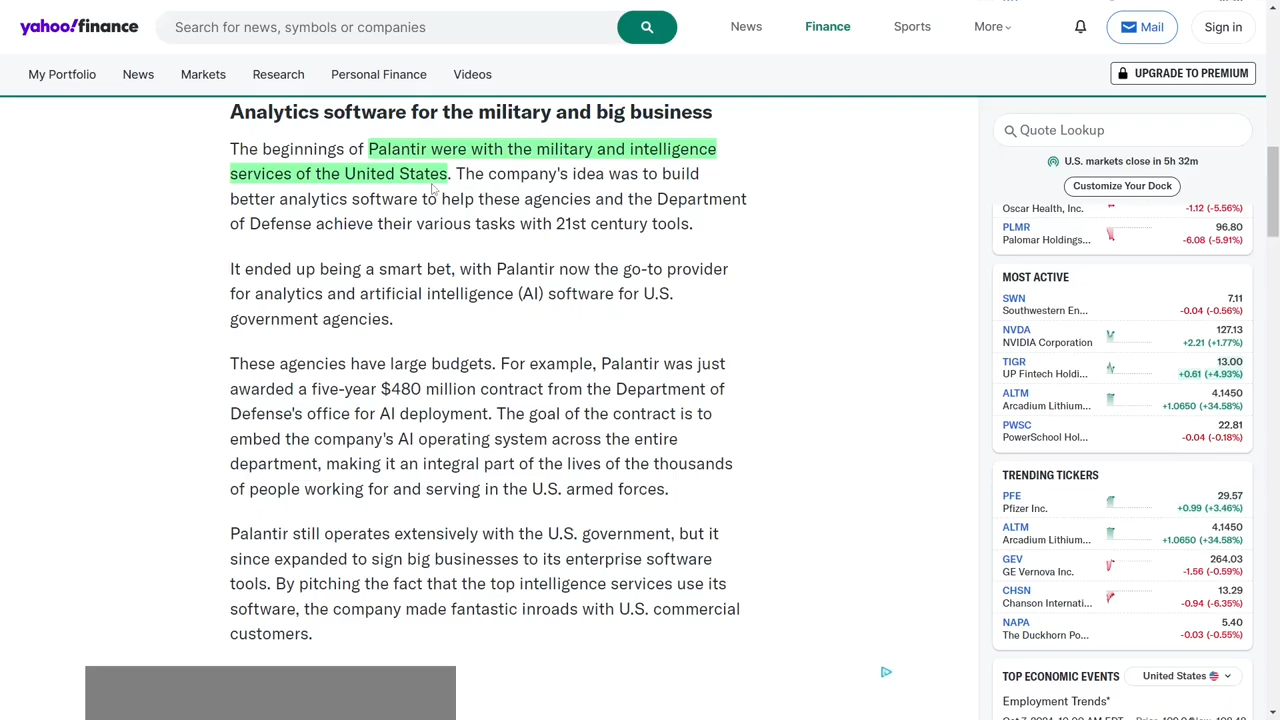 yahoo!finance
Search for news, symbols or companies
News
Finance
Sports
More
Mail
Sign in
My Portfolio
News
Markets
Research
Personal Finance
Videos
UPGRADE TO PREMIUM
Analytics software for the military and big business
The beginnings of Palantir were with the military and intelligence
services of the United States. The company's idea was to build
better analytics software to help these agencies and the Department
of Defense achieve their various tasks with 21st century tools.
It ended up being a smart bet, with Palantir now the go-to provider
for analytics and artificial intelligence (AI) software for U.S.
government agencies.
These agencies have large budgets. For example, Palantir was just
awarded a five-year $480 million contract from the Department of
Defense's office for AI deployment. The goal of the contract is to
embed the company's AI operating system across the entire
department, making it an integral part of the lives of the thousands
of people working for and serving in the U.S. armed forces.
Palantir still operates extensively with the U.S. government, but it
since expanded to sign big businesses to its enterprise software
tools. By pitching the fact that the top intelligence services use its
software, the company made fantastic inroads with U.S. commercial
customers.
Quote Lookup
U.S. markets close in 5h 32m
Customize Your Dock
Oscar Health, Inc. -1.12 (-5.56%)
PLMR 96.80
Palomar Holdings... -6.08 (-5.91%)
MOST ACTIVE
SWN 7.11
Southwestern En... -0.04 (-0.56%)
NVDA 127.13
NVIDIA Corporation +2.21 (+1.77%)
TIGR 13.00
UP Fintech Holdi... +0.61 (+4.93%)
ALTM 4.1450
Arcadium Lithium... +1.0650 (+34.58%)
PWSC 22.81
PowerSchool Hol... -0.04 (-0.18%)
TRENDING TICKERS
PFE 29.57
Pfizer Inc. +0.99 (+3.46%)
ALTM 4.1450
Arcadium Lithium... +1.0650 (+34.58%)
GEV 264.03
GE Vernova Inc. -1.56 (-0.59%)
CHSN 13.29
Chanson Internati... -0.94 (-6.35%)
NAPA 5.40
The Duckhorn Po... -0.03 (-0.55%)
TOP ECONOMIC EVENTS United States
Employment Trends*